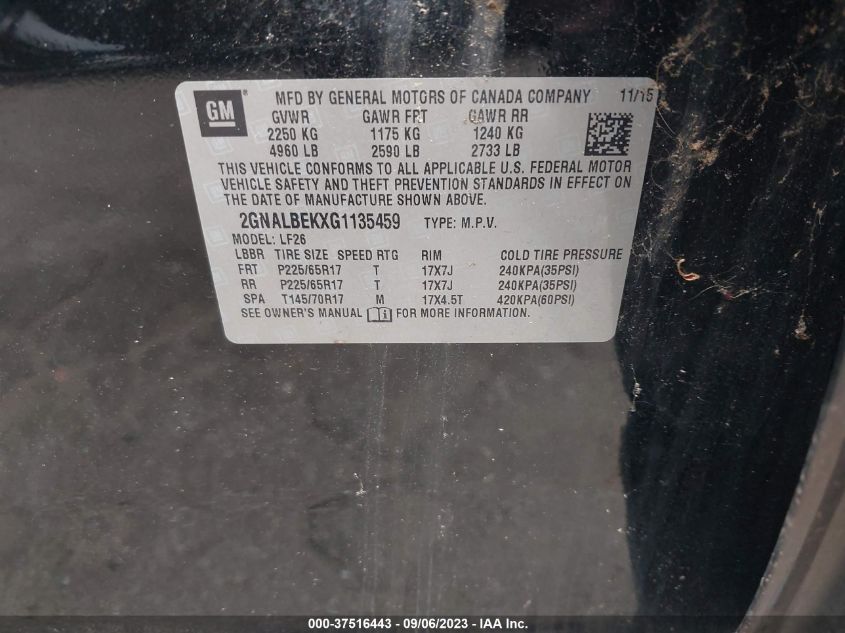 GM
MFD BY GENERAL MOTORS OF CANADA COMPANY 11/15
GVWR GAWR FRT GAWR RR
2250 KG 1175 KG 1240 KG
4960 LB 2590 LB 2733 LB
THIS VEHICLE CONFORMS TO ALL APPLICABLE U.S. FEDERAL MOTOR
VEHICLE SAFETY AND THEFT PREVENTION STANDARDS IN EFFECT ON
THE DATE OF MANUFACTURE SHOWN ABOVE.
2GNALBEKXG1135459 TYPE: M.P.V.
MODEL: LF26
LBBR TIRE SIZE SPEED RTG RIM COLD TIRE PRESSURE
FRT P225/65R17 T 17X7J 240KPA(35PSI)
RR P225/65R17 T 17X7J 240KPA(35PSI)
SPA T145/70R17 M 17X4.5T 420KPA(60PSI)
SEE OWNER'S MANUAL FOR MORE INFORMATION.
000-37516443 - 09/06/2023 - IAA Inc.